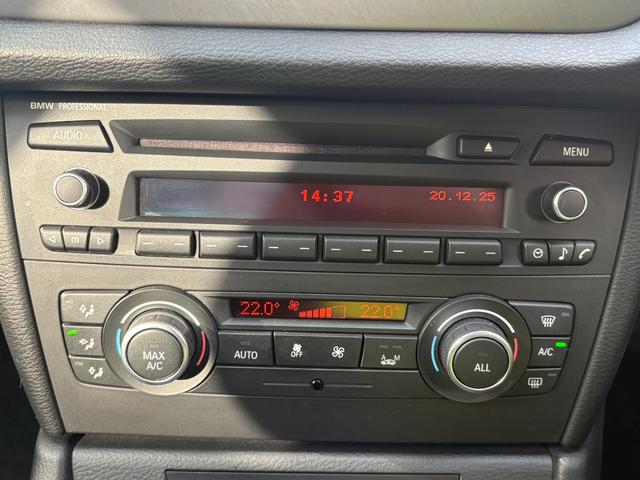 BMW PROFESSIONAL
AUDIO
MENU
14:37
20.12.25
m
22.0°
22.0°
MAX
A/C
AUTO
OFF
A M
ALL
A/C